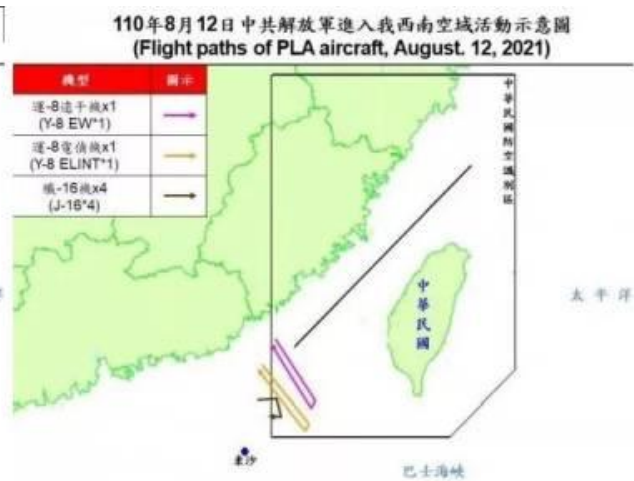 110年8月12日中共解放軍進入我西南空域活動示意圖
(Flight paths of PLA aircraft, August. 12, 2021)
機型 圖示
運-8遠干機x1
(Y-8 EW*1)
運-8電偵機x1
(Y-8 ELINT*1)
殲-16機x4
(J-16*4)
中華民國防空識別區
中華民國
太平洋
東沙
巴士海峽
洋